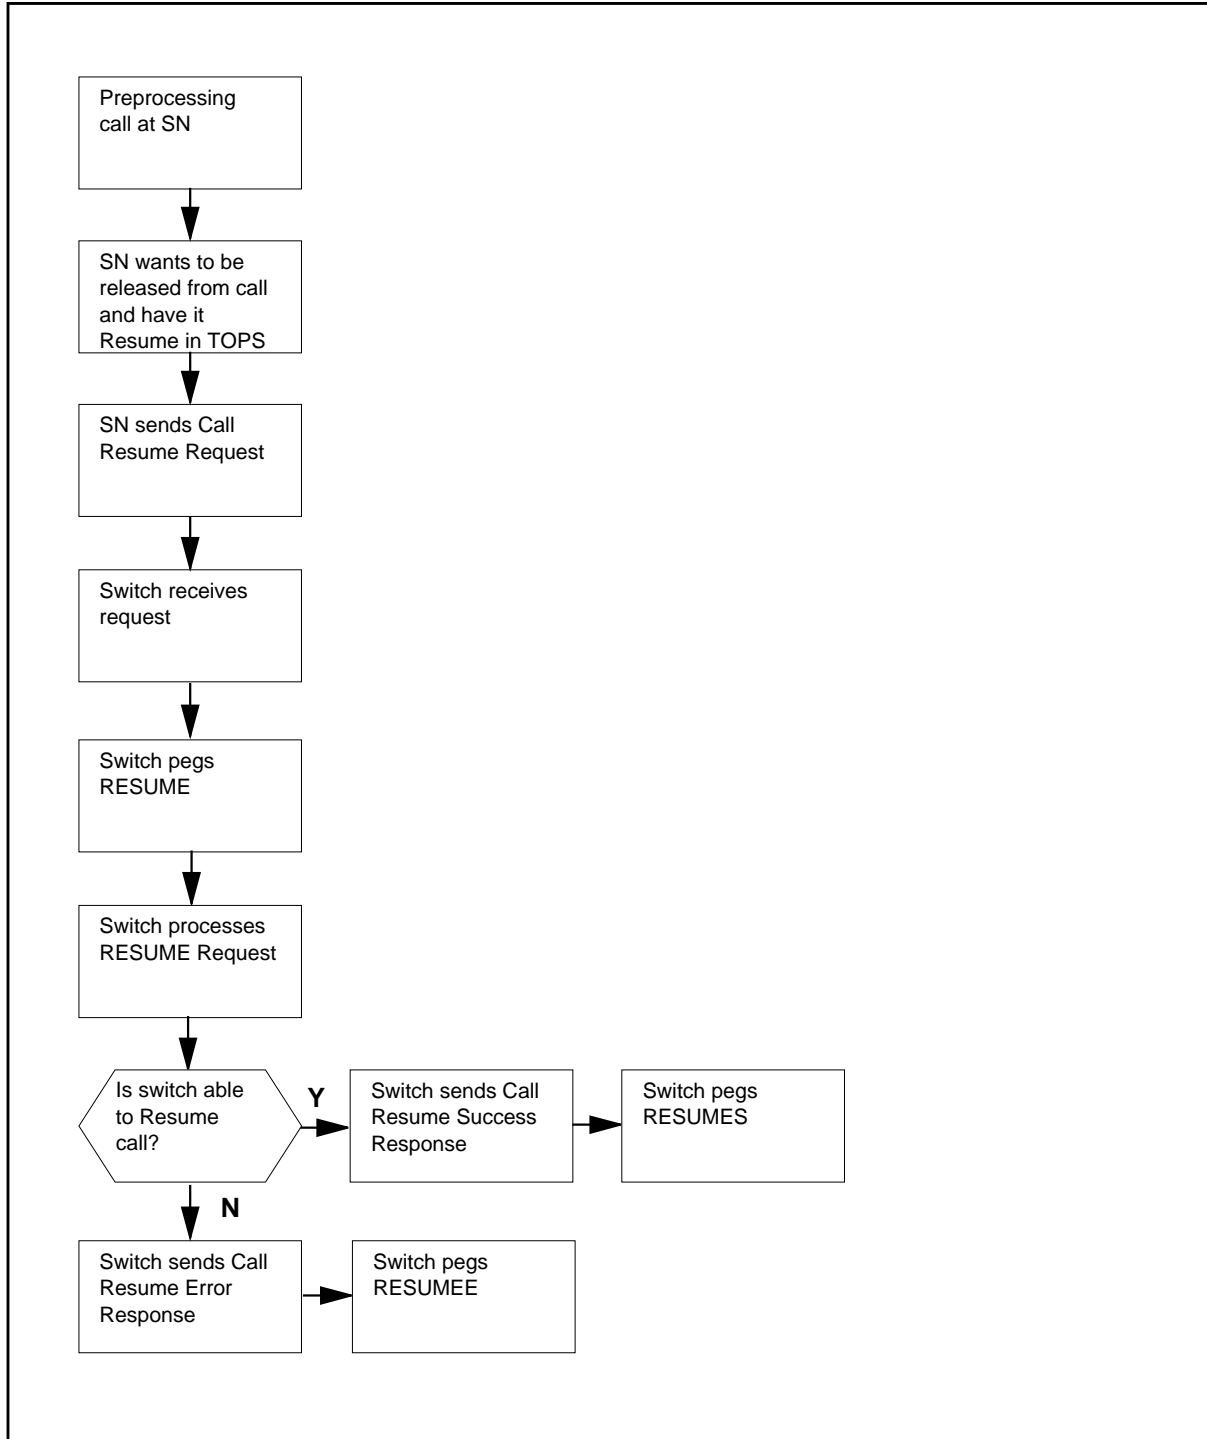 Preprocessing
call at SN
SN wants to be
released from call
and have it
Resume in TOPS
SN sends Call
Resume Request
Switch receives
request
Switch pegs
RESUME
Switch processes
RESUME Request
Is switch able
to Resume
call?
Y
Switch sends Call
Resume Success
Response
Switch pegs
RESUMES
N
Switch sends Call
Resume Error
Response
Switch pegs
RESUMEE